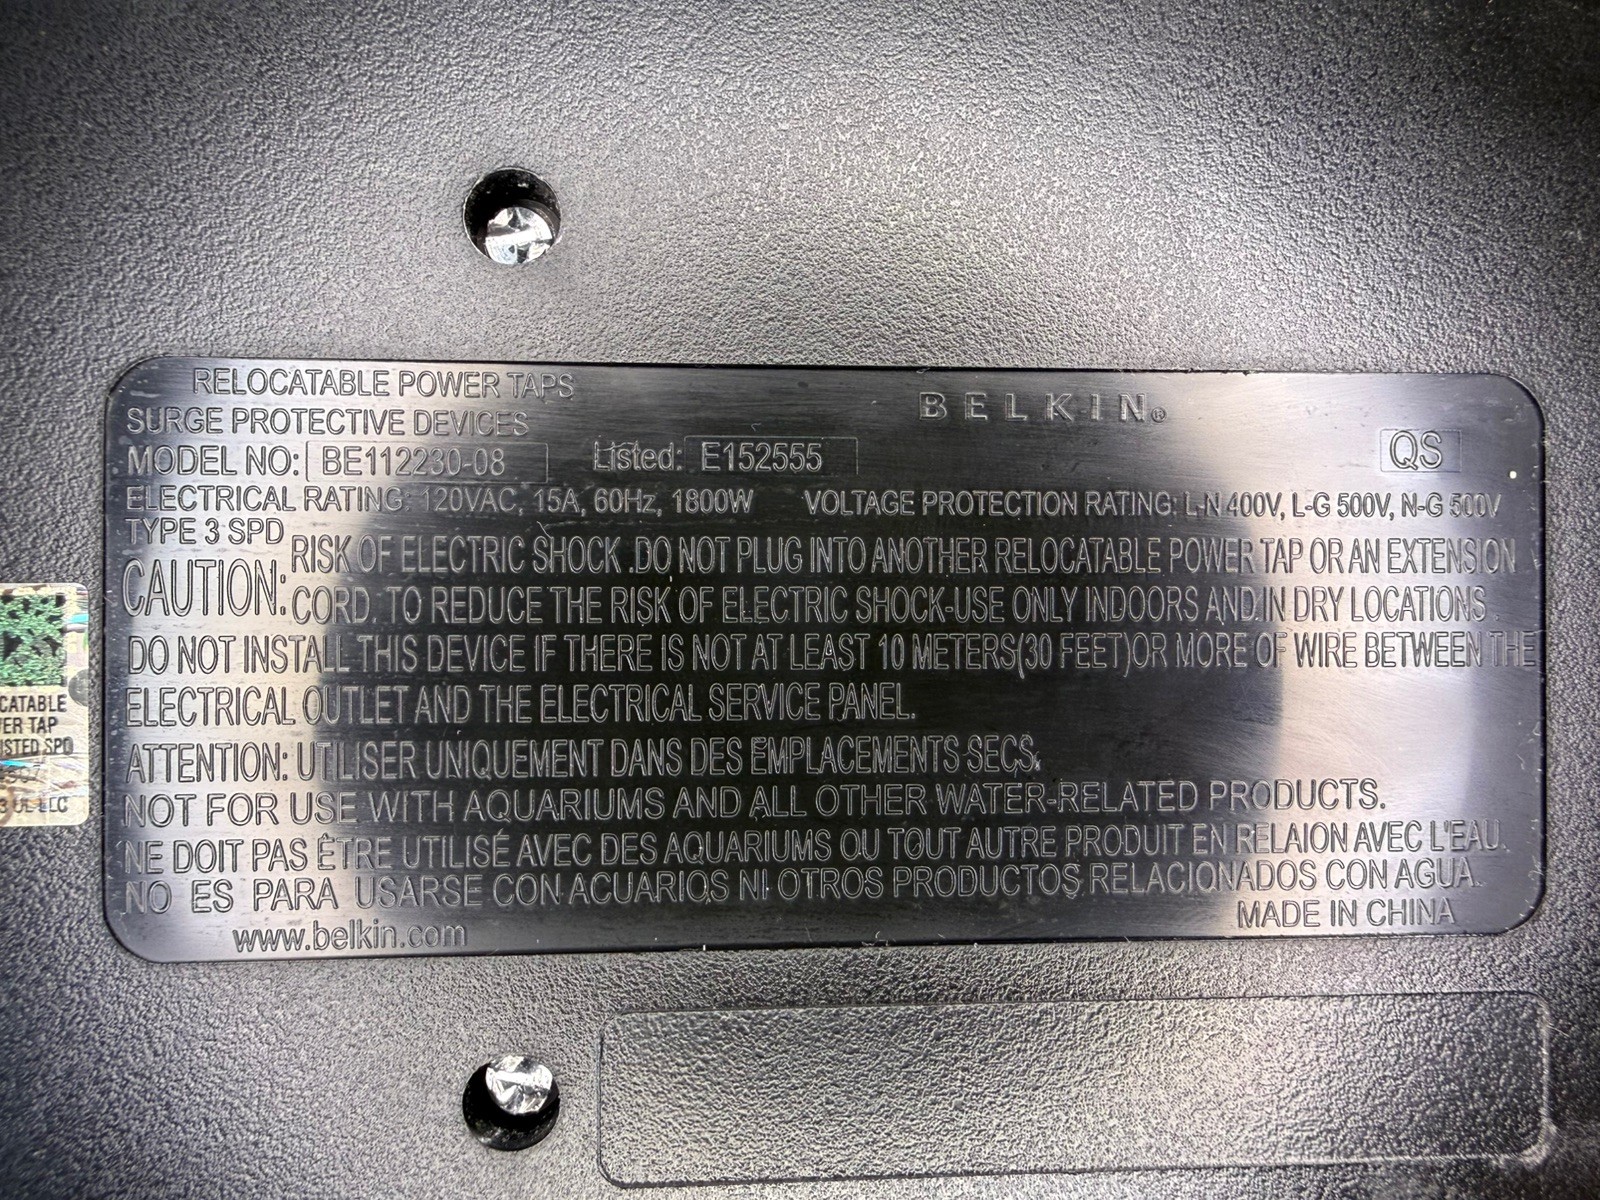 RELOCATABLE POWER TAPS
BELKIN®
SURGE PROTECTIVE DEVICES
MODEL NO: BE112230-08 Listed: E152555 QS
ELECTRICAL RATING: 120VAC, 15A, 60Hz, 1800W VOLTAGE PROTECTION RATING: L-N 400V, L-G 500V, N-G 500V
TYPE 3 SPD
CAUTION: RISK OF ELECTRIC SHOCK .DO NOT PLUG INTO ANOTHER RELOCATABLE POWER TAP OR AN EXTENSION
CORD. TO REDUCE THE RISK OF ELECTRIC SHOCK-USE ONLY INDOORS AND.IN DRY LOCATIONS .
DO NOT INSTALL THIS DEVICE IF THERE IS NOT AT LEAST 10 METERS(30 FEET)OR MORE OF WIRE BETWEEN THE
ELECTRICAL OUTLET AND THE ELECTRICAL SERVICE PANEL.
ATTENTION: UTILISER UNIQUEMENT DANS DES EMPLACEMENTS SECS.
NOT FOR USE WITH AQUARIUMS AND ALL OTHER WATER-RELATED PRODUCTS.
NE DOIT PAS ÊTRE UTILISÉ AVEC DES AQUARIUMS OU TOUT AUTRE PRODUIT EN RELAION AVEC L'EAU.
NO ES PARA USARSE CON ACUARIOS NI OTROS PRODUCTOS RELACIONADOS CON AGUA.
MADE IN CHINA
www.belkin.com
CATABLE
ER TAP
ISTED SPD
3 UL LLC